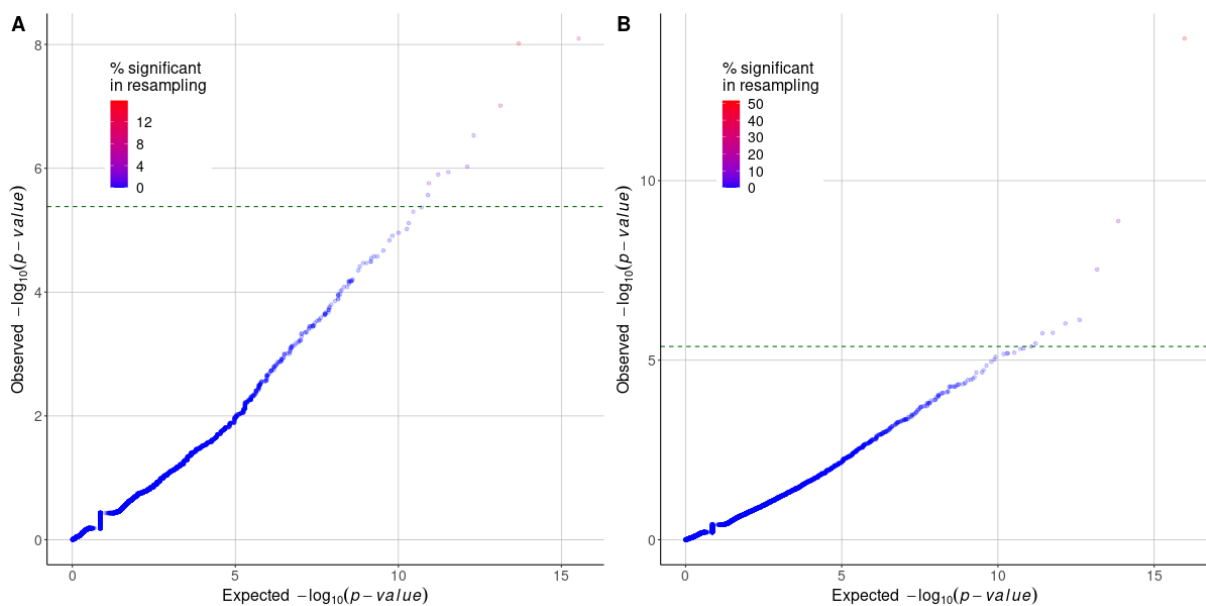 A
% significant
in resampling
12
8
4
0
8
6
4
2
0
Observed −log₁₀(p − value)
0
5
10
15
Expected −log₁₀(p − value)
B
% significant
in resampling
50
40
30
20
10
0
10
5
0
Observed −log₁₀(p − value)
0
5
10
15
Expected −log₁₀(p − value)